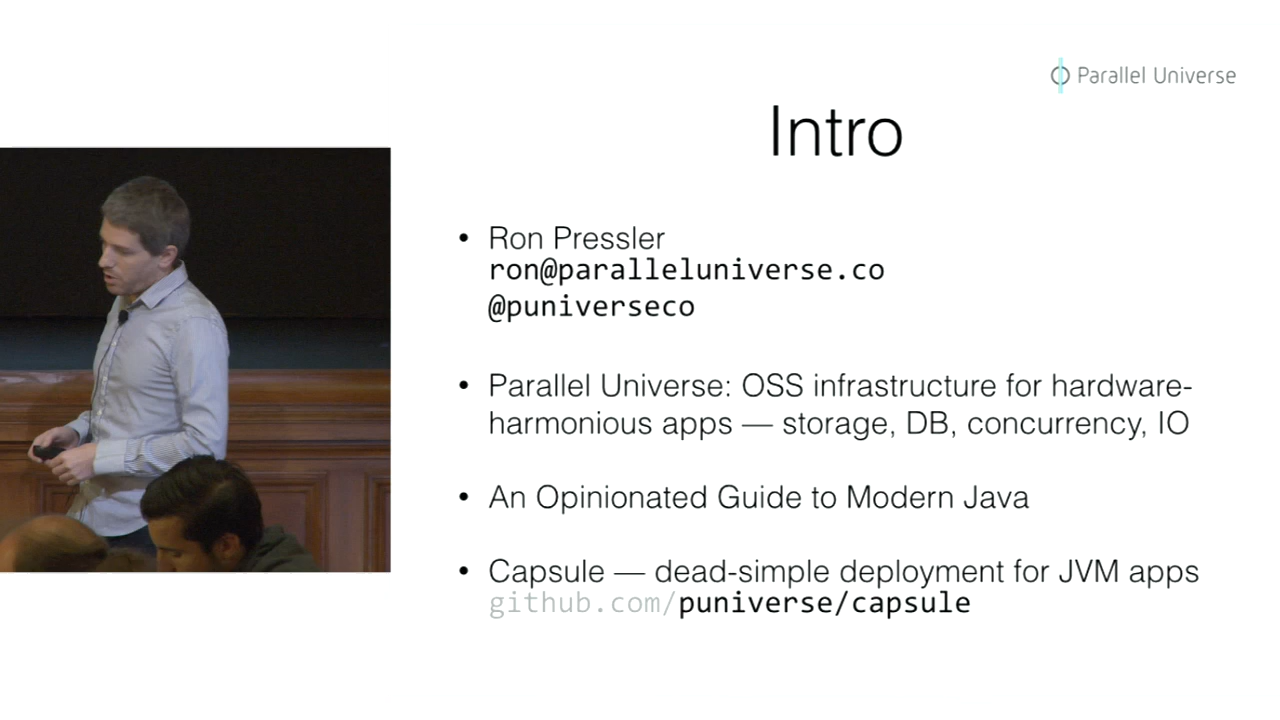 Parallel Universe
Intro
• Ron Pressler
ron@paralleluniverse.co
@puniverseco
• Parallel Universe: OSS infrastructure for hardware-
harmonious apps — storage, DB, concurrency, IO
• An Opinionated Guide to Modern Java
• Capsule — dead-simple deployment for JVM apps
github.com/puniverse/capsule